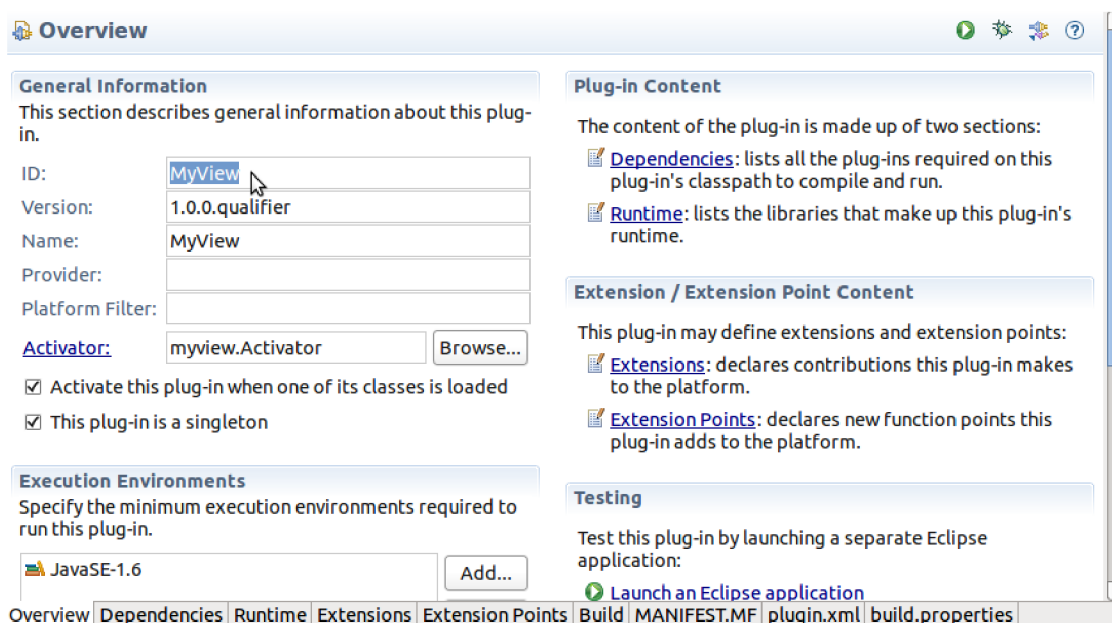 Overview
General Information
This section describes general information about this plug-
in.
ID: MyView
Version: 1.0.0.qualifier
Name: MyView
Provider:
Platform Filter:
Activator: myview.Activator Browse...
Activate this plug-in when one of its classes is loaded
This plug-in is a singleton
Execution Environments
Specify the minimum execution environments required to
run this plug-in.
JavaSE-1.6
Add...
Plug-in Content
The content of the plug-in is made up of two sections:
Dependencies: lists all the plug-ins required on this
plug-in's classpath to compile and run.
Runtime: lists the libraries that make up this plug-in's
runtime.
Extension / Extension Point Content
This plug-in may define extensions and extension points:
Extensions: declares contributions this plug-in makes
to the platform.
Extension Points: declares new function points this
plug-in adds to the platform.
Testing
Test this plug-in by launching a separate Eclipse
application:
Launch an Eclipse application
Overview Dependencies Runtime Extensions Extension Points Build MANIFEST.MF plugin.xml build.properties